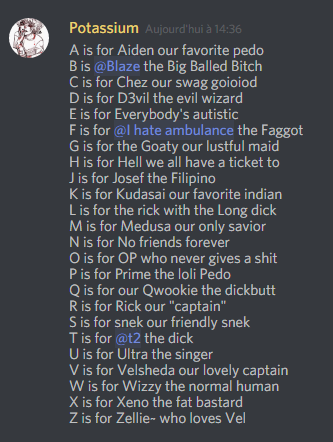 Potassium Aujourd'hui à 14:36
A is for Aiden our favorite pedo
B is @Blaze the Big Balled Bitch
C is for Chez our swag goioiod
D is for D3vil the evil wizard
E is for Everybody's autistic
F is for @I hate ambulance the Faggot
G is for the Goaty our lustful maid
H is for Hell we all have a ticket to
J is for Josef the Filipino
K is for Kudasai our favorite indian
L is for the rick with the Long dick
M is for Medusa our only savior
N is for No friends forever
O is for OP who never gives a shit
P is for Prime the loli Pedo
Q is for our Qwookie the dickbutt
R is for Rick our "captain"
S is for snek our friendly snek
T is for @t2 the dick
U is for Ultra the singer
V is for Velsheda our lovely captain
W is for Wizzy the normal human
X is for Xeno the fat bastard
Z is for Zellie~ who loves Vel